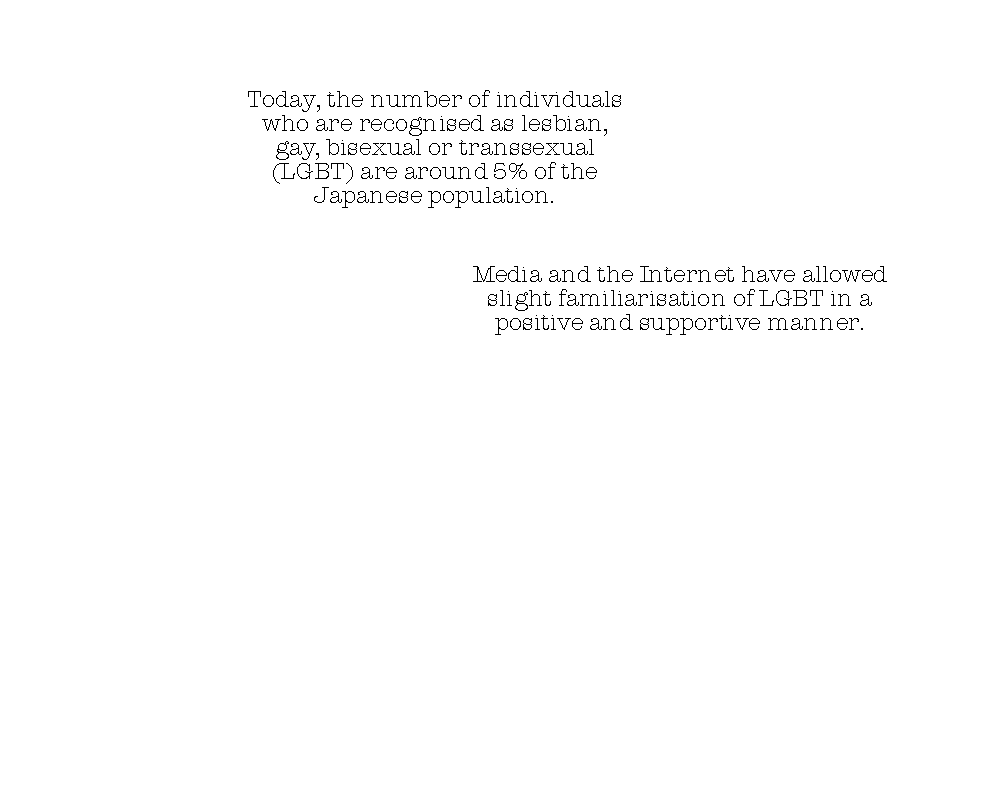 Today, the number of individuals
who are recognised as lesbian,
gay, bisexual or transsexual
(LGBT) are around 5% of the
Japanese population.
Media and the Internet have allowed
slight familiarisation of LGBT in a
positive and supportive manner.